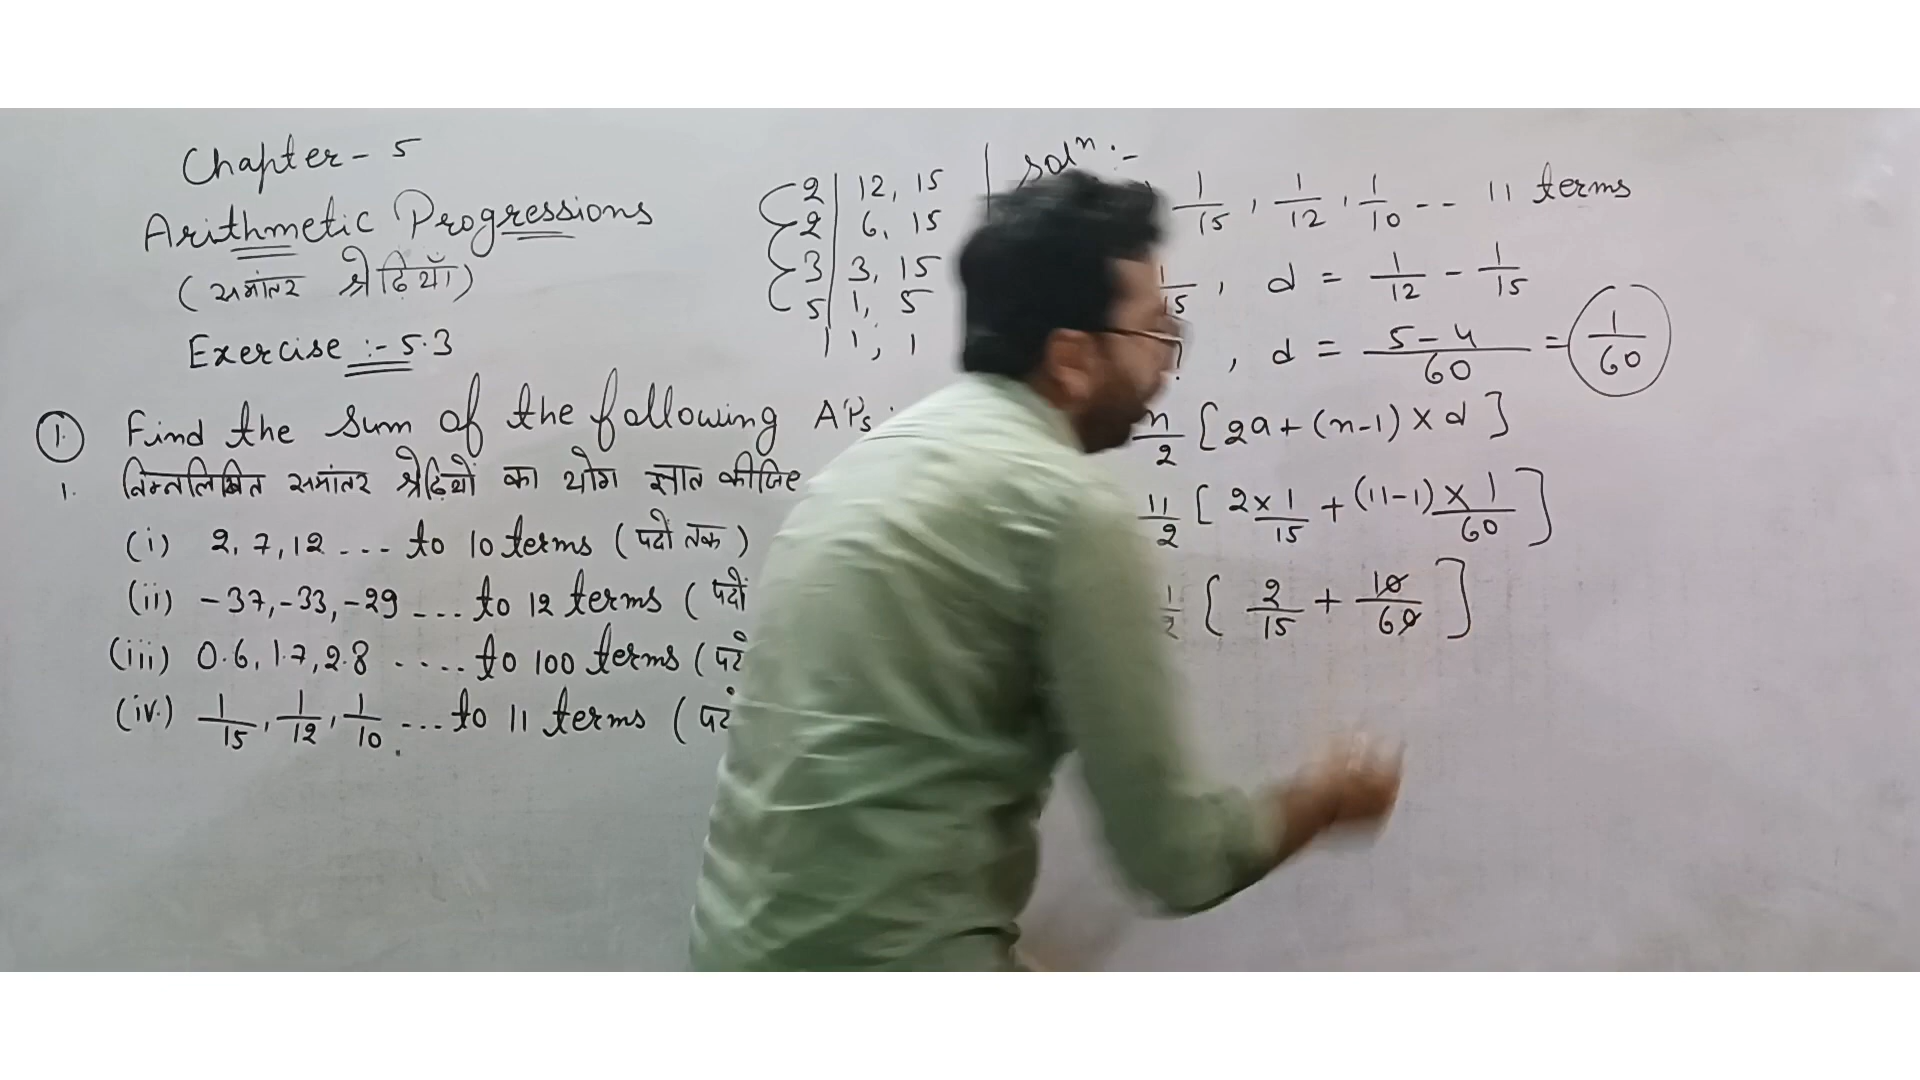 Chapter - 5
Arithmetic Progressions
(समांतर श्रेढ़ियाँ)
Exercise :- 5.3
1. Find the sum of the following APs :
1. निम्नलिखित समांतर श्रेढ़ियों का योग ज्ञात कीजिए
(i) 2, 7, 12 ... to 10 terms (पदों तक)
(ii) -37, -33, -29 ... to 12 terms (पदों
(iii) 0.6, 1.7, 2.8 .... to 100 terms (
(iv.) 1/15, 1/12, 1/10 ... to 11 terms (
2 | 12, 15
2 | 6, 15
3 | 3, 15
5 | 1, 5
| 1, 1
Solⁿ :-
1/15, 1/12, 1/10 -- 11 terms
1/15, d = 1/12 - 1/15
, d = 5-4/60 = 1/60
n/2 [2a + (n-1) × d]
11/2 [2×1/15 + (11-1) × 1/60]
[2/15 + 10/60]